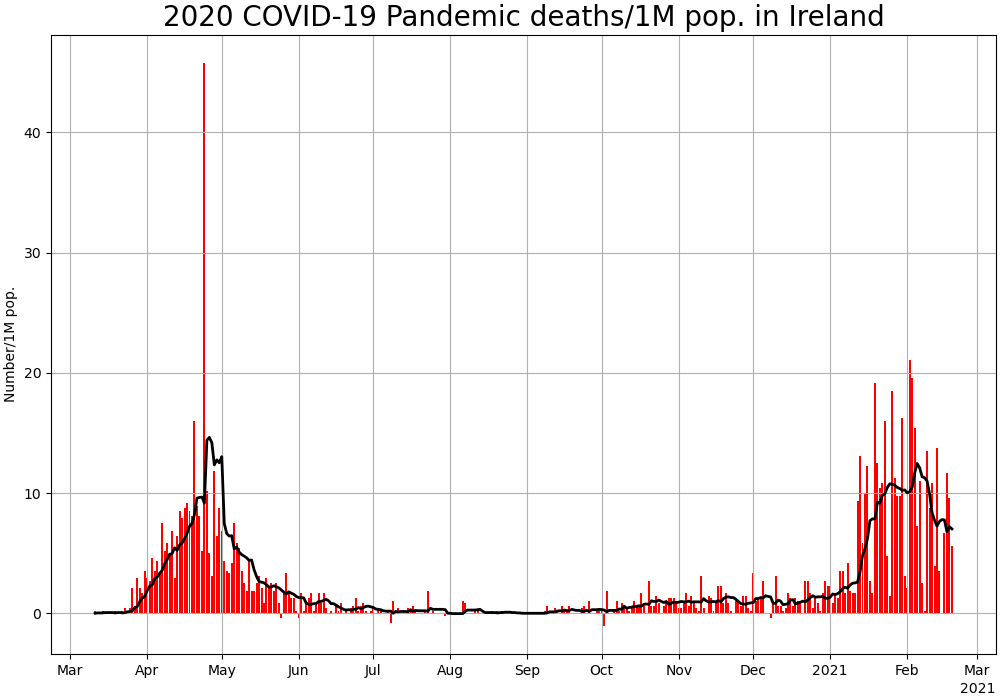 2020 COVID-19 Pandemic deaths/1M pop. in Ireland
Number/1M pop.
40
30
20
10
0
Mar Apr May Jun Jul Aug Sep Oct Nov Dec 2021 Feb Mar
2021